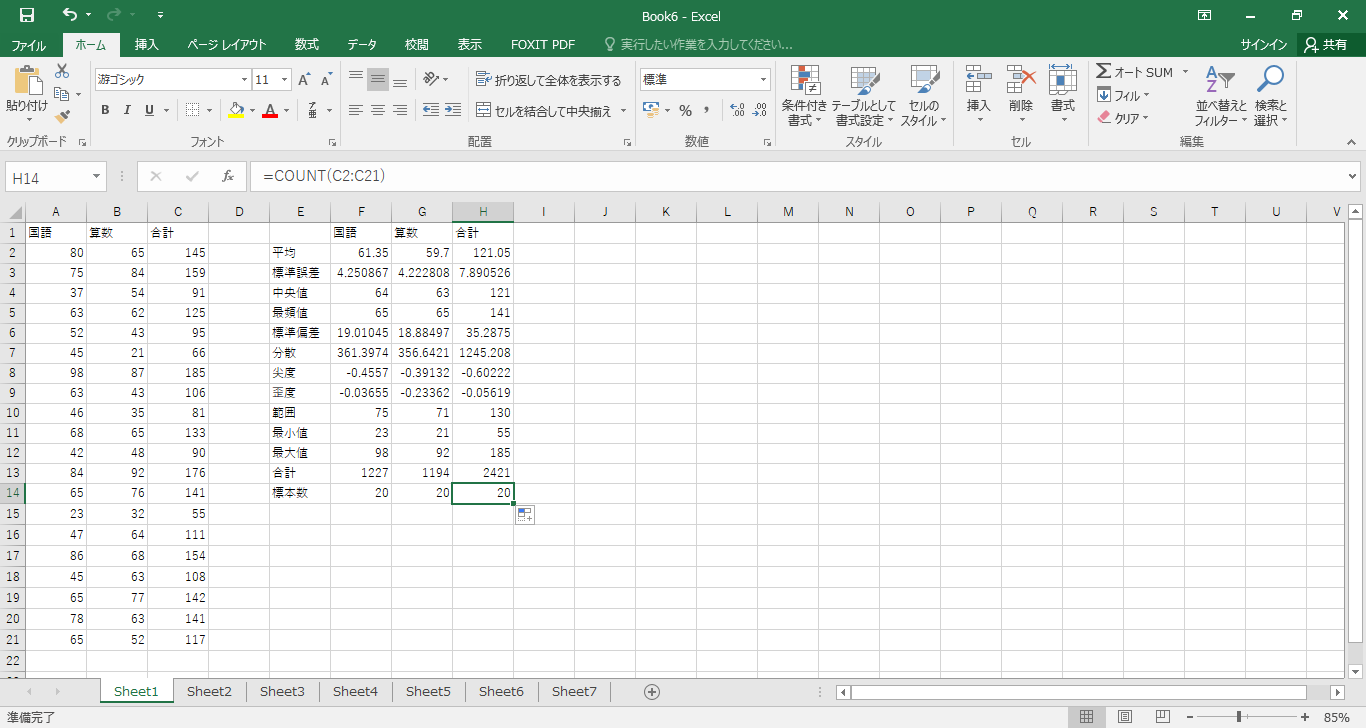 Book6 - Excel
ファイル ホーム 挿入 ページ レイアウト 数式 データ 校閲 表示 FOXIT PDF 実行したい作業を入力してください... サインイン 共有
貼り付け
クリップボード
游ゴシック 11
B I U
フォント
折り返して全体を表示する
セルを結合して中央揃え
配置
標準
%
数値
条件付き書式
テーブルとして書式設定
セルのスタイル
スタイル
挿入 削除 書式
セル
オート SUM
フィル
クリア
並べ替えとフィルター
検索と選択
編集
H14 =COUNT(C2:C21)
A B C D E F G H I J K L M N O P Q R S T U V
1 国語 算数 合計 国語 算数 合計
2 80 65 145 平均 61.35 59.7 121.05
3 75 84 159 標準誤差 4.250867 4.222808 7.890526
4 37 54 91 中央値 64 63 121
5 63 62 125 最頻値 65 65 141
6 52 43 95 標準偏差 19.01045 18.88497 35.2875
7 45 21 66 分散 361.3974 356.6421 1245.208
8 98 87 185 尖度 -0.4557 -0.39132 -0.60222
9 63 43 106 歪度 -0.03655 -0.23362 -0.05619
10 46 35 81 範囲 75 71 130
11 68 65 133 最小値 23 21 55
12 42 48 90 最大値 98 92 185
13 84 92 176 合計 1227 1194 2421
14 65 76 141 標本数 20 20 20
15 23 32 55
16 47 64 111
17 86 68 154
18 45 63 108
19 65 77 142
20 78 63 141
21 65 52 117
22
Sheet1 Sheet2 Sheet3 Sheet4 Sheet5 Sheet6 Sheet7
準備完了 85%